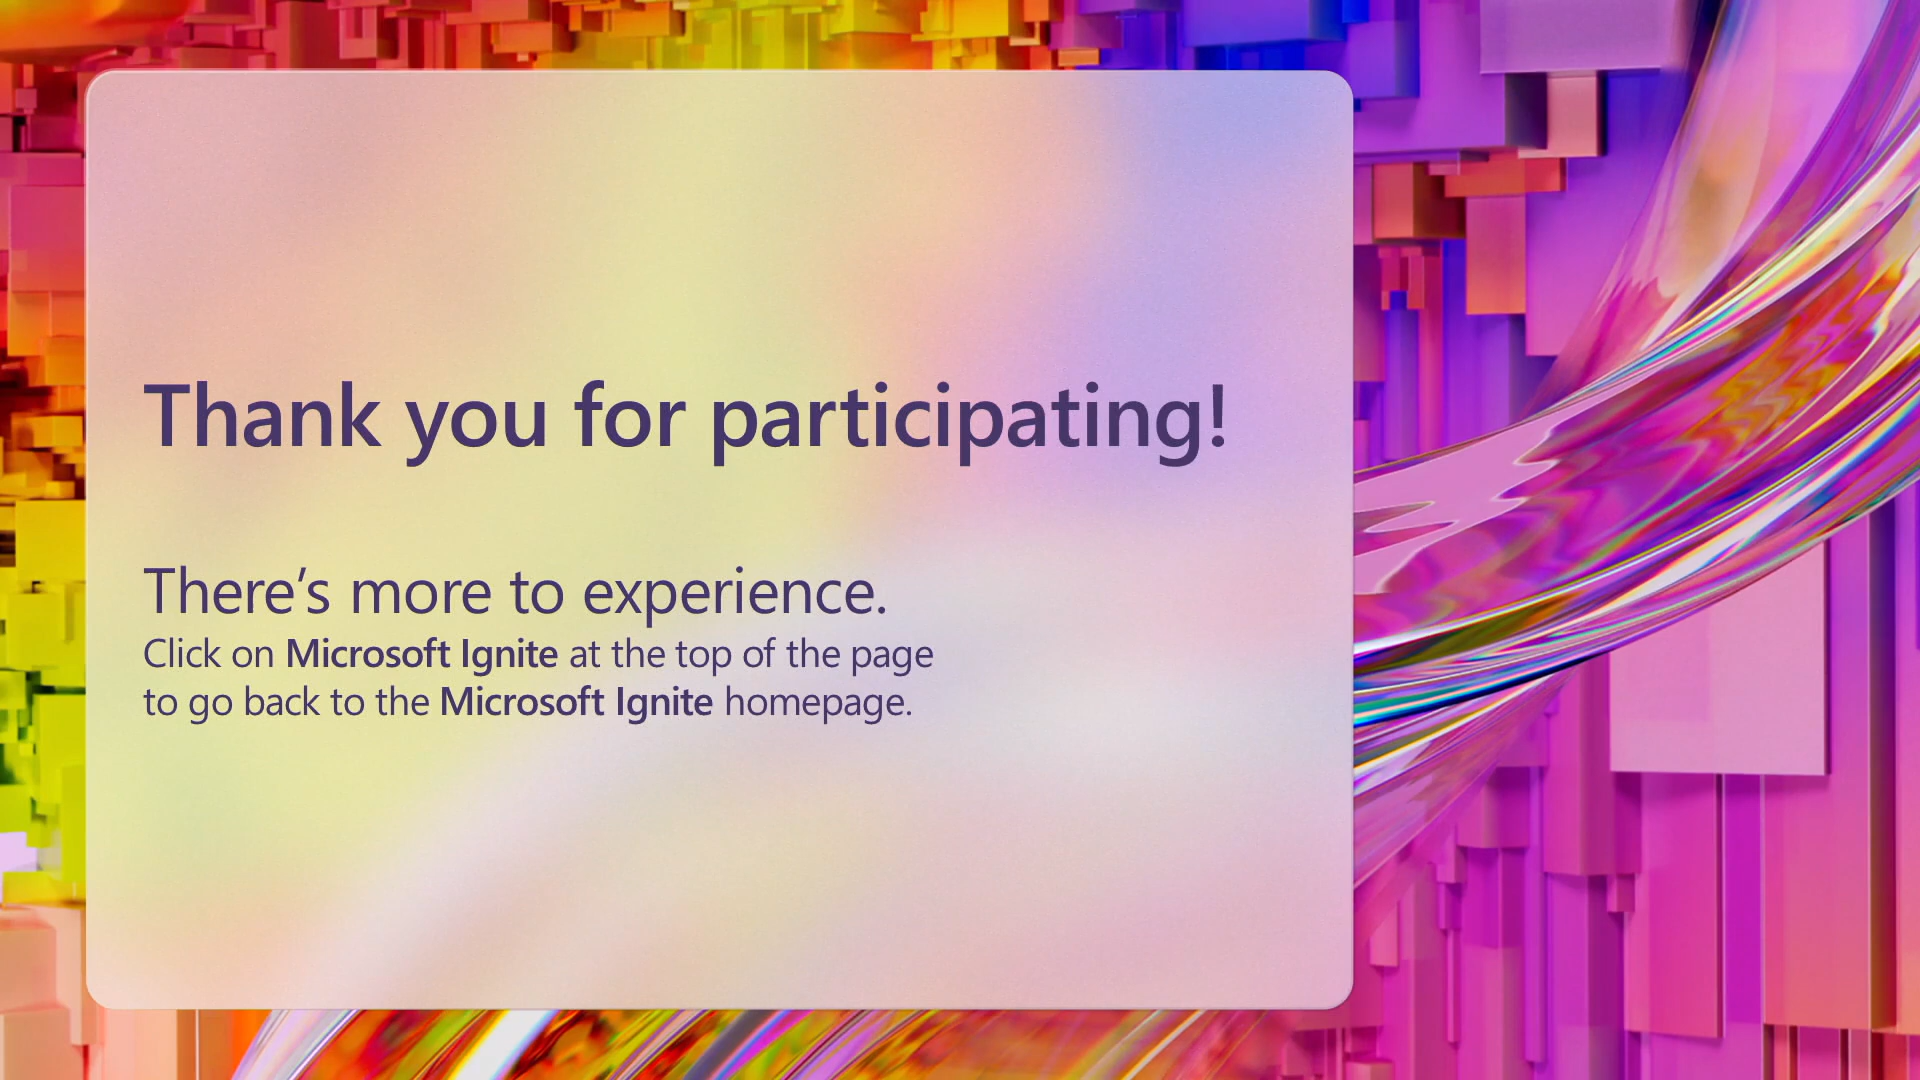 Thank you for participating!
There’s more to experience.
Click on Microsoft Ignite at the top of the page
to go back to the Microsoft Ignite homepage.